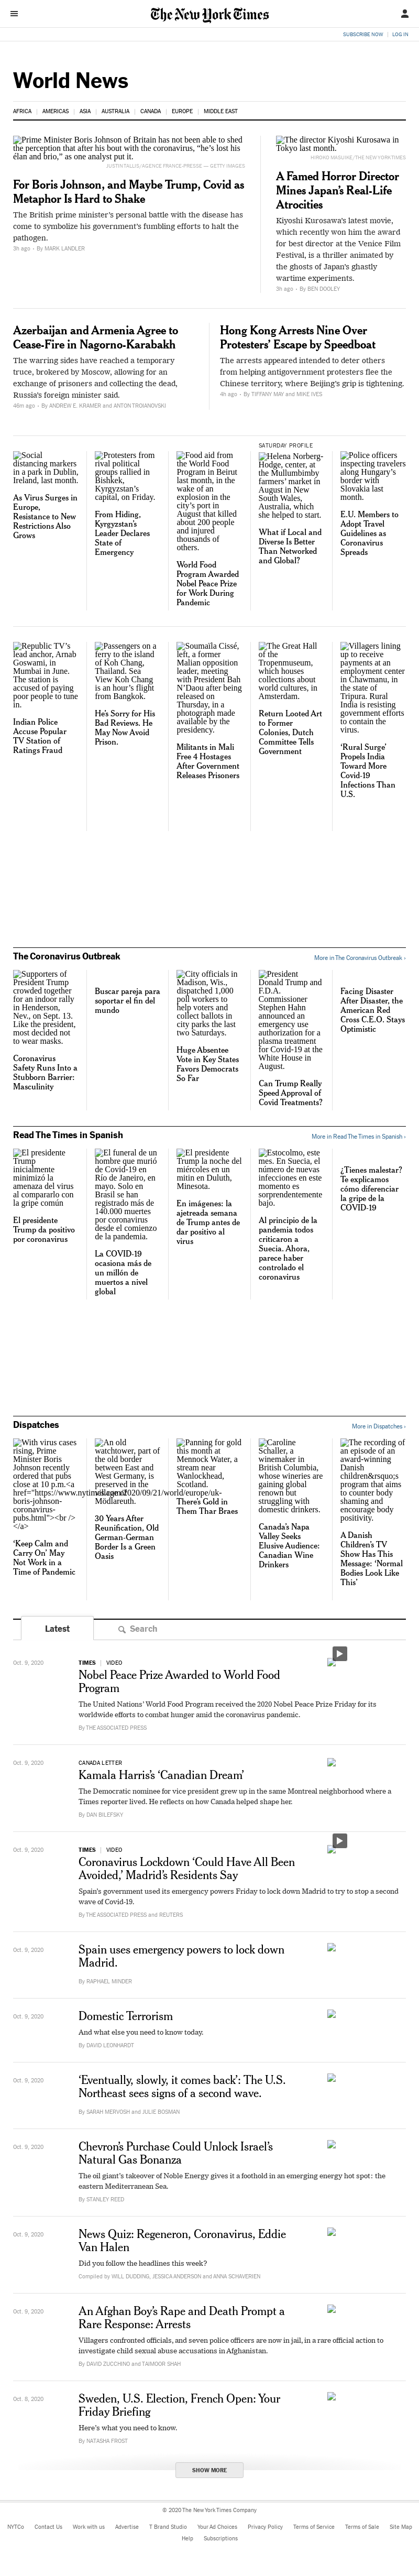 The New York Times
SUBSCRIBE NOW | LOG IN
World News
AFRICA | AMERICAS | ASIA | AUSTRALIA | CANADA | EUROPE | MIDDLE EAST
Prime Minister Boris Johnson of Britain has not been able to shed
the perception that after his bout with the coronavirus, “he’s lost his
élan and brio,” as one analyst put it.
JUSTINTALLIS/AGENCE FRANCE-PRESSE — GETTY IMAGES
For Boris Johnson, and Maybe Trump, Covid as
Metaphor Is Hard to Shake
The British prime minister’s personal battle with the disease has
come to symbolize his government’s fumbling efforts to halt the
pathogen.
3h ago · By MARK LANDLER
The director Kiyoshi Kurosawa in
Tokyo last month.
HIROKO MASUIKE/THE NEW YORK TIMES
A Famed Horror Director
Mines Japan’s Real-Life
Atrocities
Kiyoshi Kurosawa’s latest movie,
which recently won him the award
for best director at the Venice Film
Festival, is a thriller animated by
the ghosts of Japan’s ghastly
wartime experiments.
3h ago · By BEN DOOLEY
Azerbaijan and Armenia Agree to
Cease-Fire in Nagorno-Karabakh
The warring sides have reached a temporary
truce, brokered by Moscow, allowing for an
exchange of prisoners and collecting the dead,
Russia’s foreign minister said.
46m ago · By ANDREW E. KRAMER and ANTON TROIANOVSKI
Hong Kong Arrests Nine Over
Protesters’ Escape by Speedboat
The arrests appeared intended to deter others
from helping antigovernment protesters flee the
Chinese territory, where Beijing’s grip is tightening.
4h ago · By TIFFANY MAY and MIKE IVES
Social
distancing markers
in a park in Dublin,
Ireland, last month.
As Virus Surges in
Europe,
Resistance to New
Restrictions Also
Grows
Protesters from
rival political
groups rallied in
Bishkek,
Kyrgyzstan’s
capital, on Friday.
From Hiding,
Kyrgyzstan’s
Leader Declares
State of
Emergency
Food aid from
the World Food
Program in Beirut
last month, in the
wake of an
explosion in the
city’s port in
August that killed
about 200 people
and injured
thousands of
others.
World Food
Program Awarded
Nobel Peace Prize
for Work During
Pandemic
SATURDAY PROFILE
Helena Norberg-
Hodge, center, at
the Mullumbimby
farmers’ market in
August in New
South Wales,
Australia, which
she helped to start.
What if Local and
Diverse Is Better
Than Networked
and Global?
Police officers
inspecting travelers
along Hungary’s
border with
Slovakia last
month.
E.U. Members to
Adopt Travel
Guidelines as
Coronavirus
Spreads
Republic TV’s
lead anchor, Arnab
Goswami, in
Mumbai in June.
The station is
accused of paying
poor people to tune
in.
Indian Police
Accuse Popular
TV Station of
Ratings Fraud
Passengers on a
ferry to the island
of Koh Chang,
Thailand. Sea
View Koh Chang
is an hour’s flight
from Bangkok.
He’s Sorry for His
Bad Reviews. He
May Now Avoid
Prison.
Soumaïla Cissé,
left, a former
Malian opposition
leader, meeting
with President Bah
N’Daou after being
released on
Thursday, in a
photograph made
available by the
presidency.
Militants in Mali
Free 4 Hostages
After Government
Releases Prisoners
The Great Hall
of the
Tropenmuseum,
which houses
collections about
world cultures, in
Amsterdam.
Return Looted Art
to Former
Colonies, Dutch
Committee Tells
Government
Villagers lining
up to receive
payments at an
employment center
in Chawmanu, in
the state of
Tripura. Rural
India is resisting
government efforts
to contain the
virus.
‘Rural Surge’
Propels India
Toward More
Covid-19
Infections Than
U.S.
The Coronavirus Outbreak
More in The Coronavirus Outbreak ›
Supporters of
President Trump
crowded together
for an indoor rally
in Henderson,
Nev., on Sept. 13.
Like the president,
most decided not
to wear masks.
Coronavirus
Safety Runs Into a
Stubborn Barrier:
Masculinity
Buscar pareja para
soportar el fin del
mundo
City officials in
Madison, Wis.,
dispatched 1,000
poll workers to
help voters and
collect ballots in
city parks the last
two Saturdays.
Huge Absentee
Vote in Key States
Favors Democrats
So Far
President
Donald Trump and
F.D.A.
Commissioner
Stephen Hahn
announced an
emergency use
authorization for a
plasma treatment
for Covid-19 at the
White House in
August.
Can Trump Really
Speed Approval of
Covid Treatments?
Facing Disaster
After Disaster, the
American Red
Cross C.E.O. Stays
Optimistic
Read The Times in Spanish
More in Read The Times in Spanish ›
El presidente
Trump
inicialmente
minimizó la
amenaza del virus
al compararlo con
la gripe común
El presidente
Trump da positivo
por coronavirus
El funeral de un
hombre que murió
de Covid-19 en
Río de Janeiro, en
mayo. Solo en
Brasil se han
registrado más de
140.000 muertes
por coronavirus
desde el comienzo
de la pandemia.
La COVID-19
ocasiona más de
un millón de
muertos a nivel
global
El presidente
Trump la noche del
miércoles en un
mitin en Duluth,
Minesota.
En imágenes: la
ajetreada semana
de Trump antes de
dar positivo al
virus
Estocolmo, este
mes. En Suecia, el
número de nuevas
infecciones en este
momento es
sorprendentemente
bajo.
Al principio de la
pandemia todos
criticaron a
Suecia. Ahora,
parece haber
controlado el
coronavirus
¿Tienes malestar?
Te explicamos
cómo diferenciar
la gripe de la
COVID-19
Dispatches
More in Dispatches ›
With virus cases
rising, Prime
Minister Boris
Johnson recently
ordered that pubs
close at 10 p.m.<a
href="https://www.nytimes.com/2020/09/21/world/europe/uk-
boris-johnson-
coronavirus-
pubs.html"><br />
</a>
‘Keep Calm and
Carry On’ May
Not Work in a
Time of Pandemic
An old
watchtower, part of
the old border
between East and
West Germany, is
preserved in
Mödlareuth.
30 Years After
Reunification, Old
German-German
Border Is a Green
Oasis
Panning for gold
this month at
Mennock Water, a
stream near
Wanlockhead,
Scotland.
There’s Gold in
Them Thar Braes
Caroline
Schaller, a
winemaker in
British Columbia,
whose wineries are
gaining global
renown but
struggling with
domestic drinkers.
Canada’s Napa
Valley Seeks
Elusive Audience:
Canadian Wine
Drinkers
The recording of
an episode of an
award-winning
Danish
children&rsquo;s
program that aims
to counter body
shaming and
encourage body
positivity.
A Danish
Children’s TV
Show Has This
Message: ‘Normal
Bodies Look Like
This’
Latest
Search
Oct. 9, 2020
TIMES | VIDEO
Nobel Peace Prize Awarded to World Food
Program
The United Nations’ World Food Program received the 2020 Nobel Peace Prize Friday for its
worldwide efforts to combat hunger amid the coronavirus pandemic.
By THE ASSOCIATED PRESS
Oct. 9, 2020
CANADA LETTER
Kamala Harris’s ‘Canadian Dream’
The Democratic nominee for vice president grew up in the same Montreal neighborhood where a
Times reporter lived. He reflects on how Canada helped shape her.
By DAN BILEFSKY
Oct. 9, 2020
TIMES | VIDEO
Coronavirus Lockdown ‘Could Have All Been
Avoided,’ Madrid’s Residents Say
Spain’s government used its emergency powers Friday to lock down Madrid to try to stop a second
wave of Covid-19.
By THE ASSOCIATED PRESS and REUTERS
Oct. 9, 2020
Spain uses emergency powers to lock down
Madrid.
By RAPHAEL MINDER
Oct. 9, 2020
Domestic Terrorism
And what else you need to know today.
By DAVID LEONHARDT
Oct. 9, 2020
‘Eventually, slowly, it comes back’: The U.S.
Northeast sees signs of a second wave.
By SARAH MERVOSH and JULIE BOSMAN
Oct. 9, 2020
Chevron’s Purchase Could Unlock Israel’s
Natural Gas Bonanza
The oil giant’s takeover of Noble Energy gives it a foothold in an emerging energy hot spot: the
eastern Mediterranean Sea.
By STANLEY REED
Oct. 9, 2020
News Quiz: Regeneron, Coronavirus, Eddie
Van Halen
Did you follow the headlines this week?
Compiled by WILL DUDDING, JESSICA ANDERSON and ANNA SCHAVERIEN
Oct. 9, 2020
An Afghan Boy’s Rape and Death Prompt a
Rare Response: Arrests
Villagers confronted officials, and seven police officers are now in jail, in a rare official action to
investigate child sexual abuse accusations in Afghanistan.
By DAVID ZUCCHINO and TAIMOOR SHAH
Oct. 8, 2020
Sweden, U.S. Election, French Open: Your
Friday Briefing
Here’s what you need to know.
By NATASHA FROST
SHOW MORE
© 2020 The New York Times Company
NYTCo Contact Us Work with us Advertise T Brand Studio Your Ad Choices Privacy Policy Terms of Service Terms of Sale Site Map
Help Subscriptions